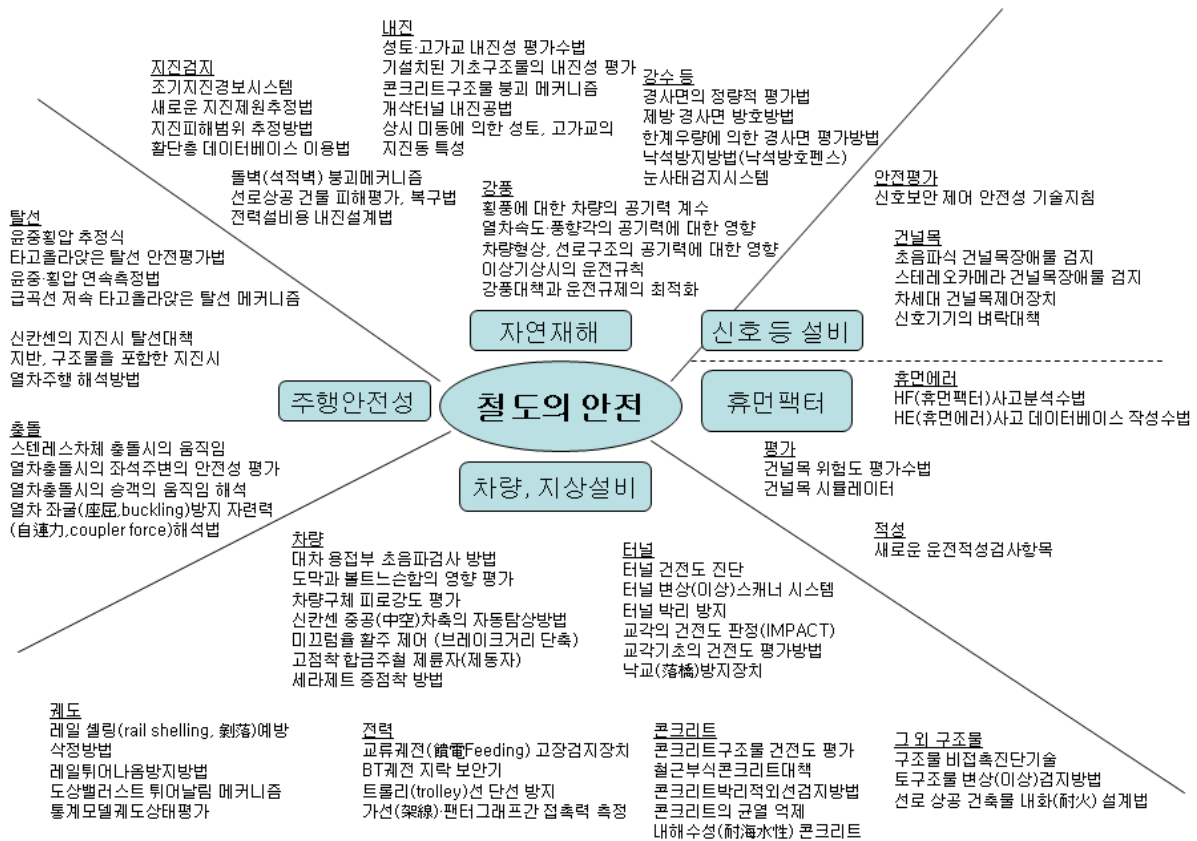 지진검지
조기지진경보시스템
새로운 지진제원추정법
지진피해범위 추정방법
활단층 데이터베이스 이용법
내진
성토·고가교 내진성 평가수법
기설치된 기초구조물의 내진성 평가
콘크리트구조물 붕괴 메커니즘
개삭터널 내진공법
상시 미동에 의한 성토, 고가교의
지진동 특성
강수 등
경사면의 정량적 평가법
제방 경사면 방호방법
한계우량에 의한 경사면 평가방법
낙석방지방법(낙석방호펜스)
눈사태검지시스템
돌벽(석적벽) 붕괴메커니즘
선로상공 건물 피해평가, 복구법
전력설비용 내진설계법
강풍
횡풍에 대한 차량의 공기력 계수
열차속도·풍향각의 공기력에 대한 영향
차량형상, 선로구조의 공기력에 대한 영향
이상기상시의 운전규칙
강풍대책과 운전규제의 최적화
안전평가
신호보안 제어 안전성 기술지침
건널목
초음파식 건널목장애물 검지
스테레오카메라 건널목장애물 검지
차세대 건널목제어장치
신호기기의 벼락대책
탈선
윤중횡압 추정식
타고올라앉은 탈선 안전평가법
윤중·횡압 연속측정법
급곡선 저속 타고올라앉은 탈선 메커니즘
신칸센의 지진시 탈선대책
지반, 구조물을 포함한 지진시
열차주행 해석방법
자연재해
신호 등 설비
주행안전성
철도의 안전
휴먼팩터
차량, 지상설비
휴먼에러
HF(휴먼팩터)사고분석수법
HE(휴먼에러)사고 데이터베이스 작성수법
평가
건널목 위험도 평가수법
건널목 시뮬레이터
적성
새로운 운전적성검사항목
충돌
스텐레스차체 충돌시의 움직임
열차충돌시의 좌석주변의 안전성 평가
열차충돌시의 승객의 움직임 해석
열차 좌굴(座屈,buckling)방지 자련력
(自連力,coupler force)해석법
차량
대차 용접부 초음파검사 방법
도막과 볼트느슨함의 영향 평가
차량구체 피로강도 평가
신칸센 중공(中空)차축의 자동탐상방법
미끄럼율 활주 제어 (브레이크거리 단축)
고점착 합금주철 제륜자(제동자)
세라제트 증점착 방법
터널
터널 건전도 진단
터널 변상(이상)스캐너 시스템
터널 박리 방지
교각의 건전도 판정(IMPACT)
교각기초의 건전도 평가방법
낙교(落橋)방지장치
궤도
레일 셸링(rail shelling, 剝落)예방
삭정방법
레일튀어나옴방지방법
도상밸러스트 튀어날림 메커니즘
통계모델궤도상태평가
전력
교류궤전(饋電Feeding) 고장검지장치
BT궤전 지락 보안기
트롤리(trolley)선 단선 방지
가선(架線)·팬터그래프간 접촉력 측정
콘크리트
콘크리트구조물 건전도 평가
철근부식콘크리트대책
콘크리트박리적외선검지방법
콘크리트의 균열 억제
내해수성(耐海水性) 콘크리트
그 외 구조물
구조물 비접촉진단기술
토구조물 변상(이상)검지방법
선로 상공 건축물 내화(耐火) 설계법